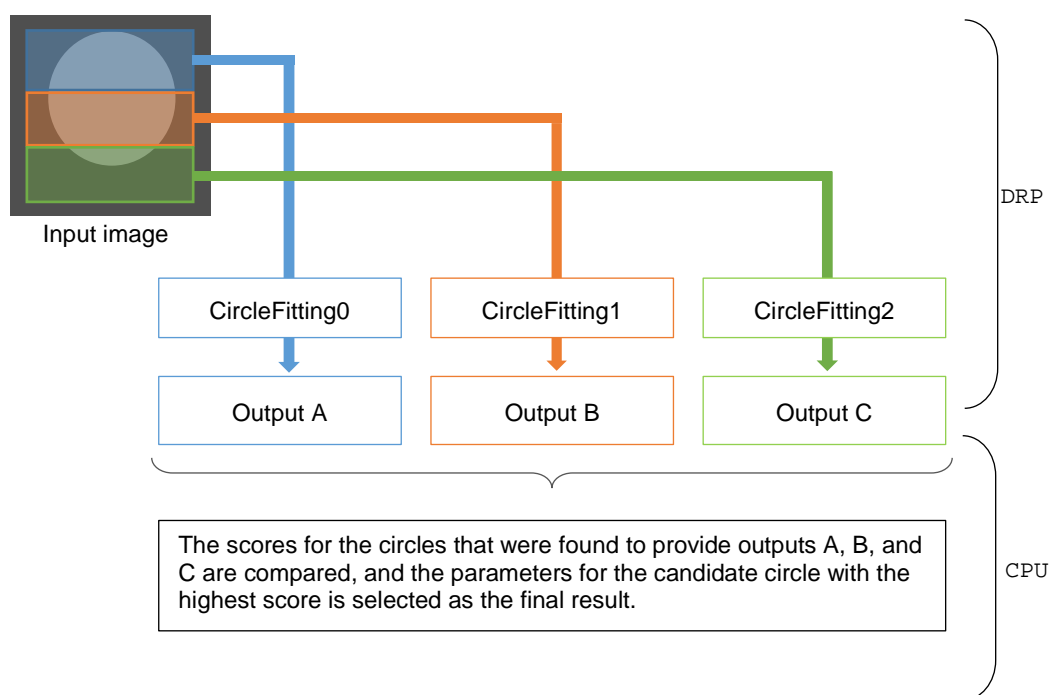 Input image
DRP
CircleFitting0
CircleFitting1
CircleFitting2
Output A
Output B
Output C
The scores for the circles that were found to provide outputs A, B, and
C are compared, and the parameters for the candidate circle with the
highest score is selected as the final result.
CPU